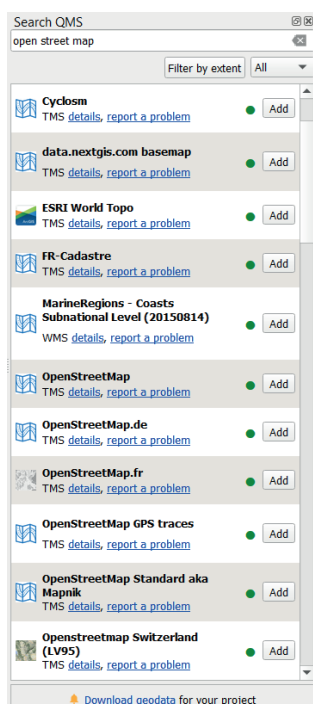 Search QMS
open street map
Filter by extent All
Cyclosm
TMS details, report a problem
Add
data.nextgis.com basemap
TMS details, report a problem
Add
ESRI World Topo
TMS details, report a problem
Add
FR-Cadastre
TMS details, report a problem
Add
MarineRegions - Coasts
Subnational Level (20150814)
WMS details, report a problem
Add
OpenStreetMap
TMS details, report a problem
Add
OpenStreetMap.de
TMS details, report a problem
Add
OpenStreetMap.fr
TMS details, report a problem
Add
OpenStreetMap GPS traces
TMS details, report a problem
Add
OpenStreetMap Standard aka
Mapnik
TMS details, report a problem
Add
Openstreetmap Switzerland
(LV95)
TMS details, report a problem
Add
Download geodata for your project